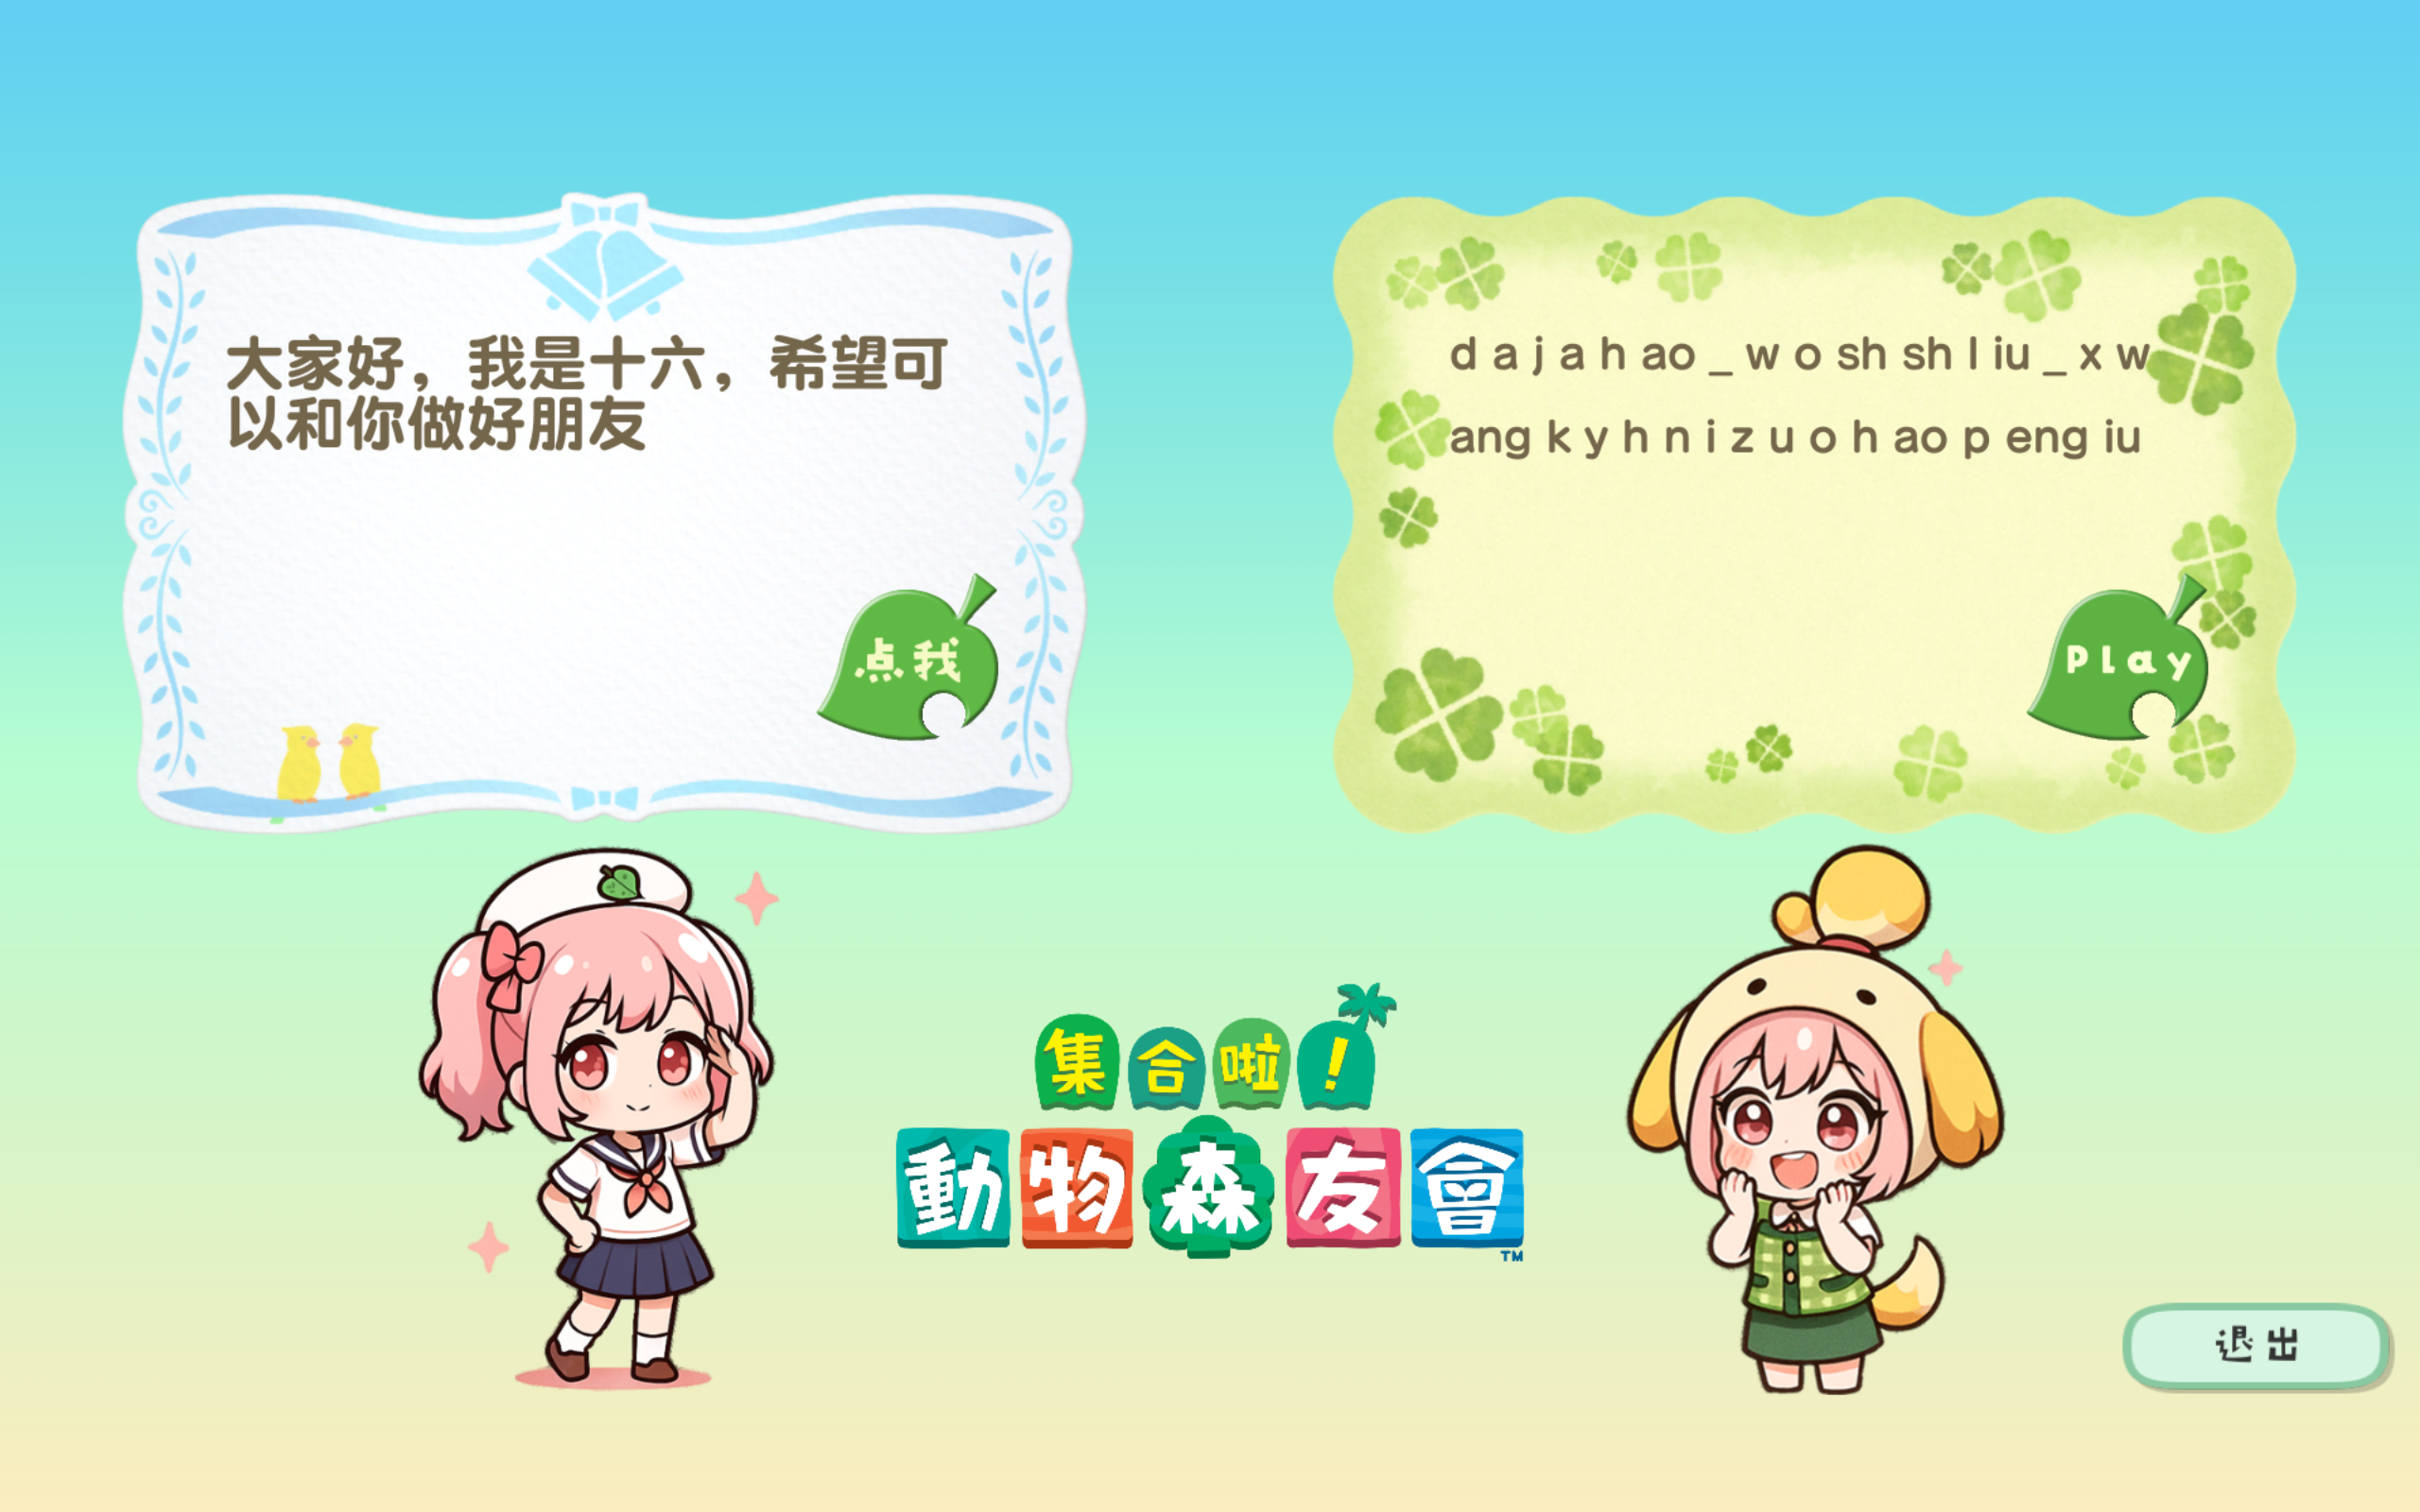 大家好，我是十六，希望可
以和你做好朋友
点我
d a j a h ao _ w o sh sh l iu _ x w
ang k y h n i z u o h ao p eng iu
Play
集合啦！
動物森友會
TM
退出